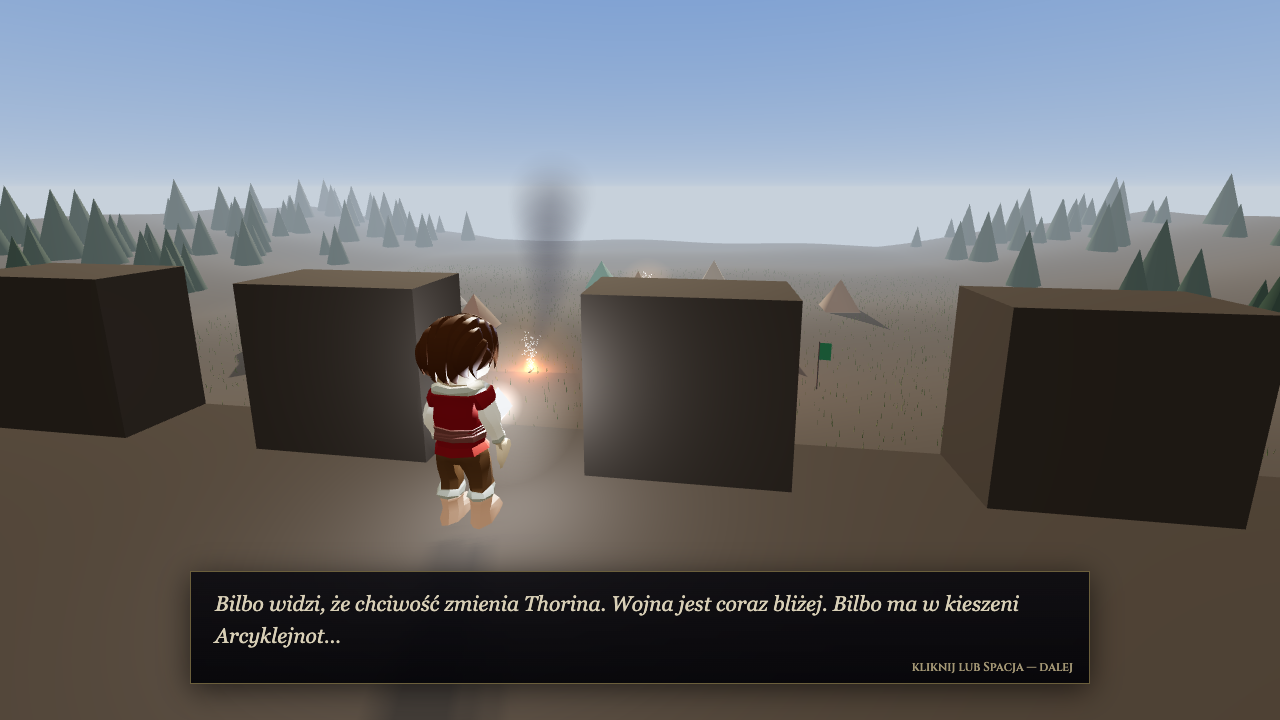 Bilbo widzi, że chciwość zmienia Thorina. Wojna jest coraz bliżej. Bilbo ma w kieszeni
Arcyklejnot...
KLIKNIJ LUB SPACJA — DALEJ